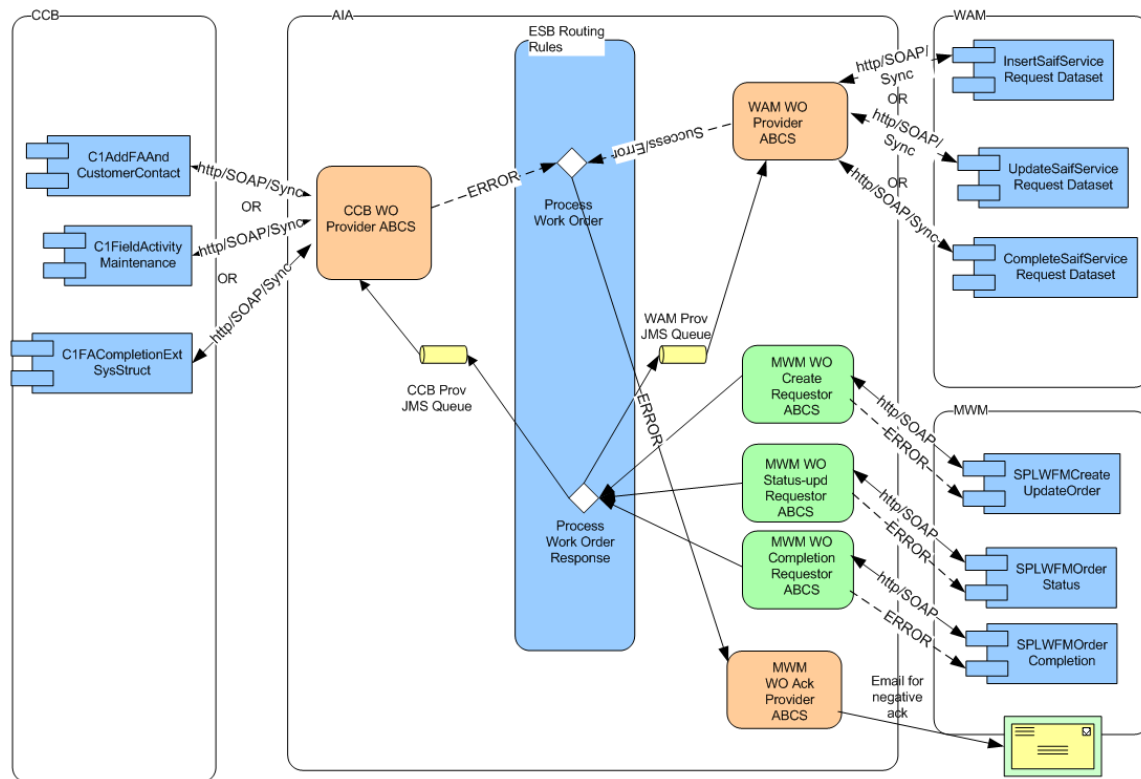 CCB
AIA
WAM
ESB Routing
Rules
C1AddFAAnd
CustomerContact
http/SOAP/Sync
OR
C1FieldActivity
Maintenance
http/SOAP/Sync
OR
C1FACompletionExt
SysStruct
http/SOAP/Sync
CCB WO
Provider ABCS
ERROR
Process
Work Order
Success/Error
WAM WO
Provider
ABCS
http/SOAP/
Sync
OR
InsertSaifService
Request Dataset
http/SOAP/
Sync
OR
UpdateSaifService
Request Dataset
http/SOAP/Sync
CompleteSaifService
Request Dataset
CCB Prov
JMS Queue
WAM Prov
JMS Queue
ERROR
Process
Work Order
Response
MWM WO
Create
Requestor
ABCS
MWM WO
Status-upd
Requestor
ABCS
MWM WO
Completion
Requestor
ABCS
MWM
WO Ack
Provider
ABCS
MWM
http/SOAP
ERROR
SPLWFMCreate
UpdateOrder
http/SOAP
ERROR
SPLWFMOrder
Status
http/SOAP
ERROR
SPLWFMOrder
Completion
Email for
negative
ack